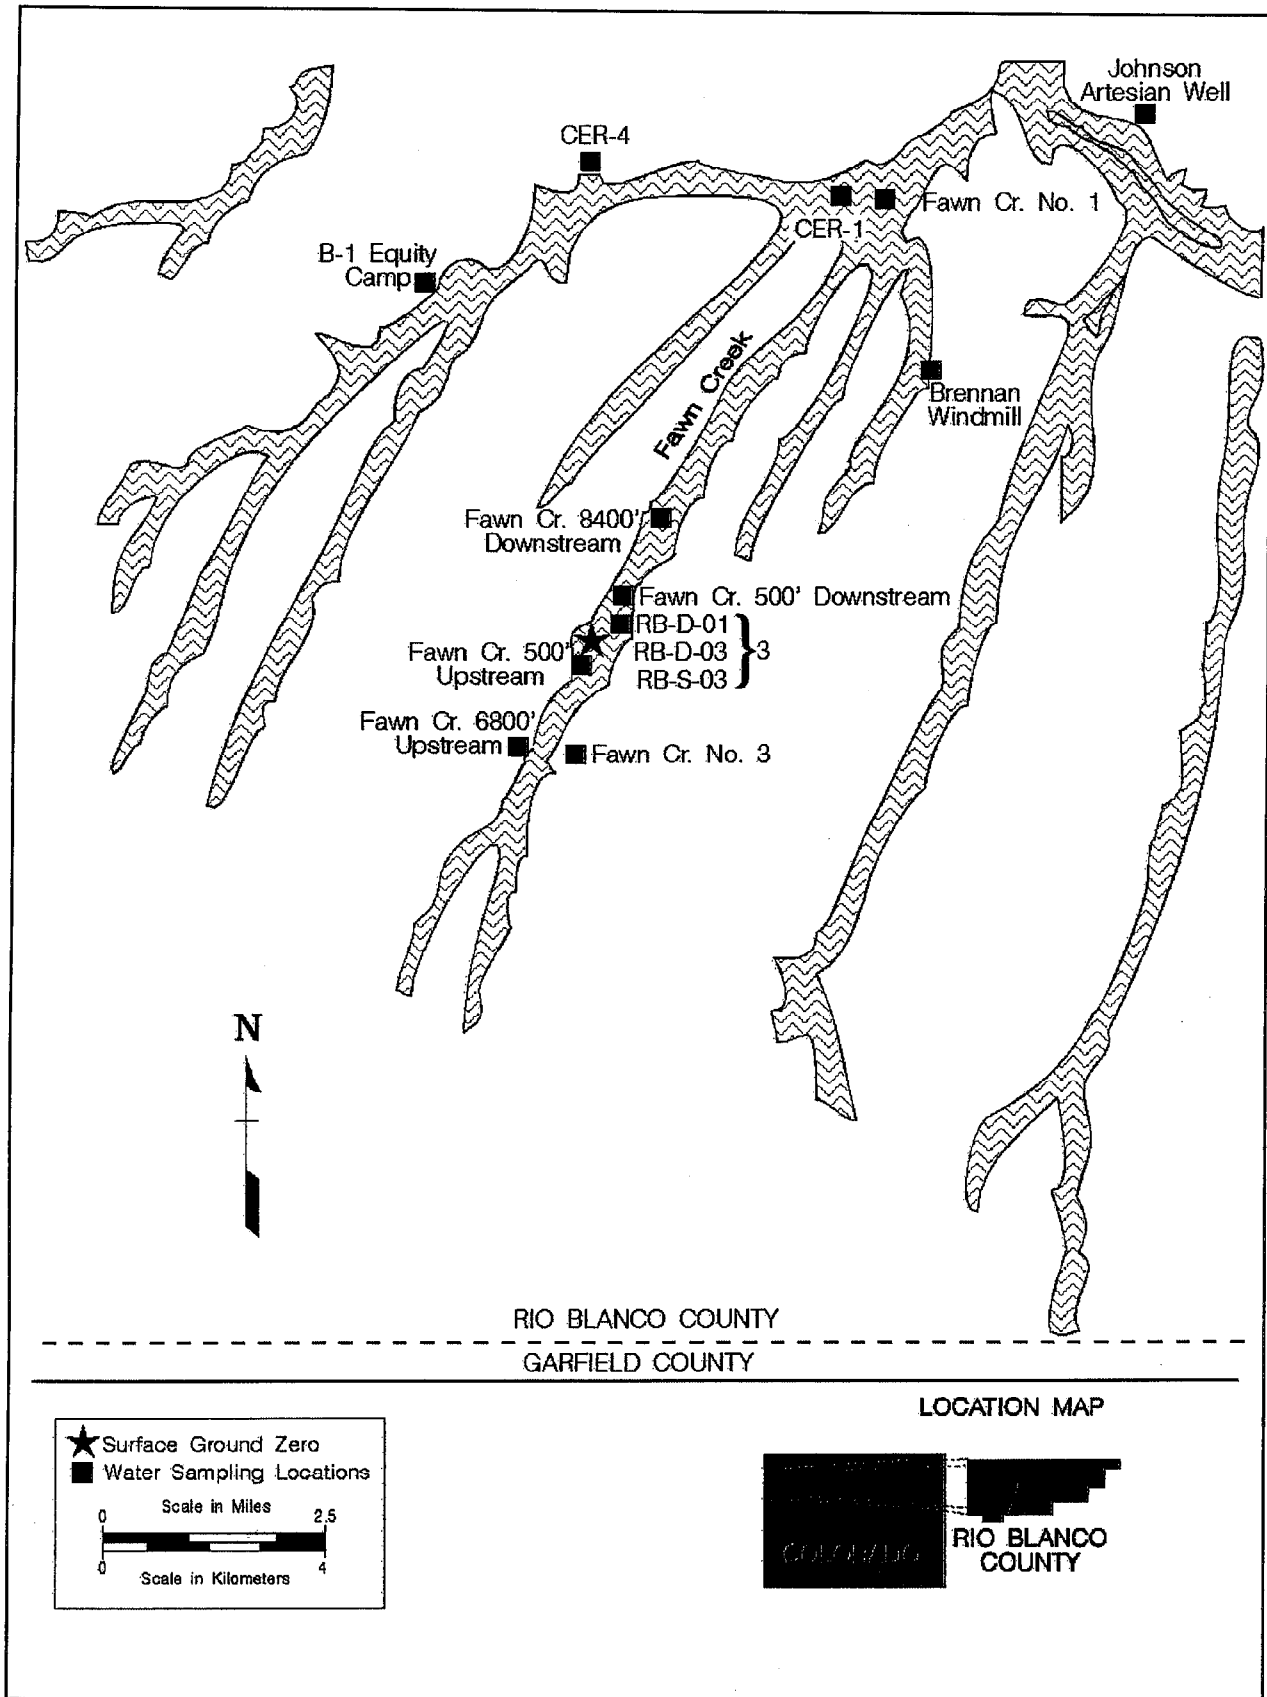 Johnson
Artesian Well
CER-4
Fawn Cr. No. 1
CER-1
B-1 Equity
Camp
Fawn Creek
Brennan
Windmill
Fawn Cr. 8400'
Downstream
Fawn Cr. 500' Downstream
RB-D-01
RB-D-03
RB-S-03
3
Fawn Cr. 500'
Upstream
Fawn Cr. 6800'
Upstream
Fawn Cr. No. 3
N
RIO BLANCO COUNTY
GARFIELD COUNTY
LOCATION MAP
Surface Ground Zero
Water Sampling Locations
Scale in Miles
0 2.5
0 4
Scale in Kilometers
COLORADO
RIO BLANCO
COUNTY